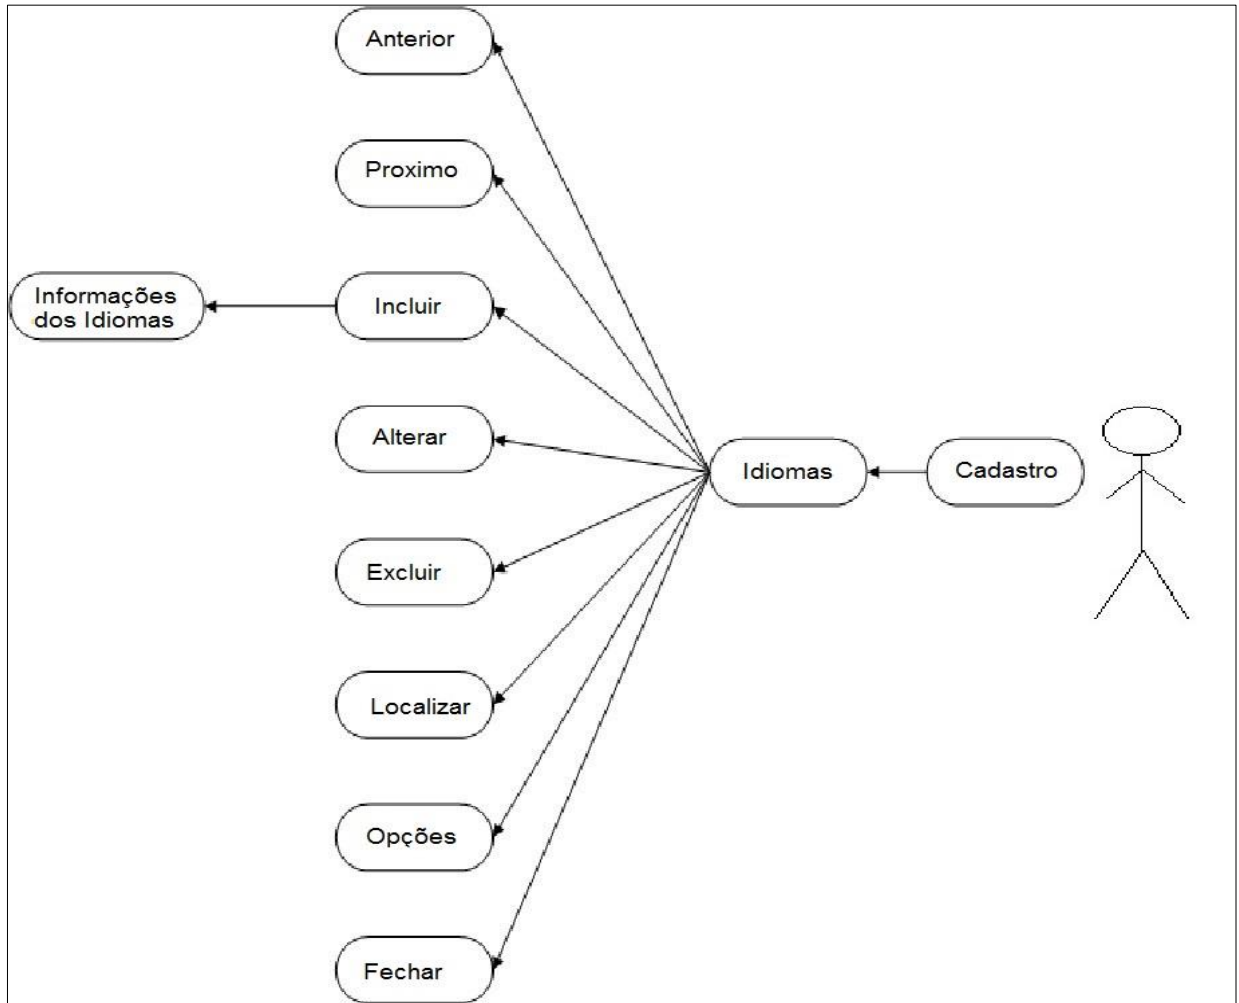 Anterior
Proximo
Informações
dos Idiomas
Incluir
Alterar
Idiomas
Cadastro
Excluir
Localizar
Opções
Fechar